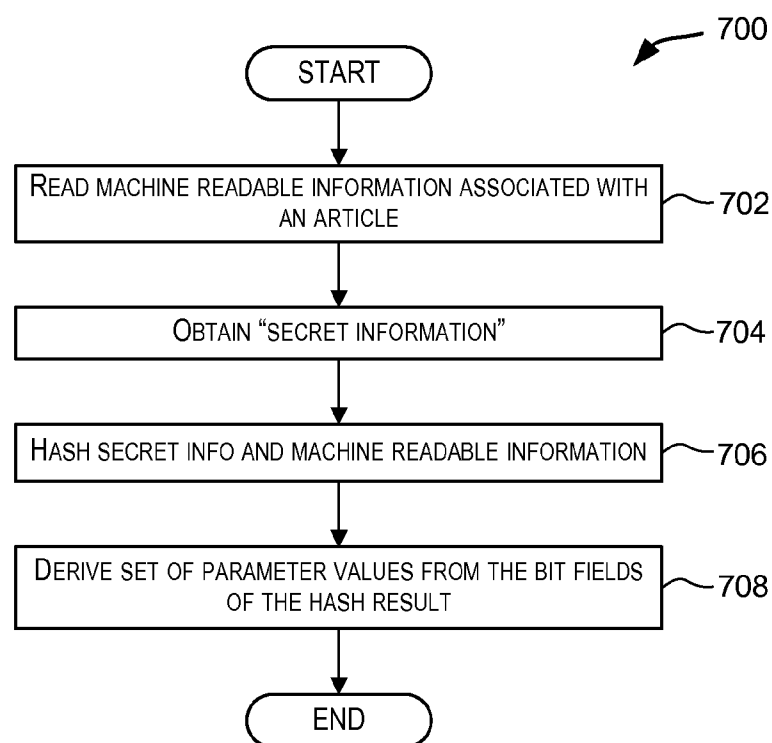 700
START
READ MACHINE READABLE INFORMATION ASSOCIATED WITH
AN ARTICLE
702
OBTAIN “SECRET INFORMATION”
704
HASH SECRET INFO AND MACHINE READABLE INFORMATION
706
DERIVE SET OF PARAMETER VALUES FROM THE BIT FIELDS
OF THE HASH RESULT
708
END